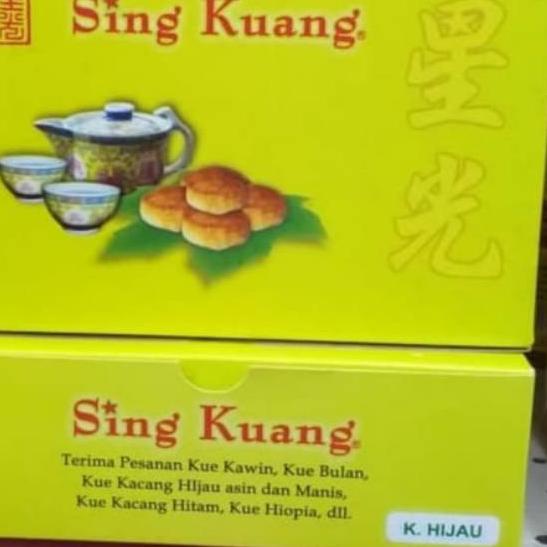 Sing Kuang®
星
光
Sing Kuang®
Terima Pesanan Kue Kawin, Kue Bulan,
Kue Kacang HIjau asin dan Manis,
Kue Kacang Hitam, Kue Hiopia, dll.
K. HIJAU